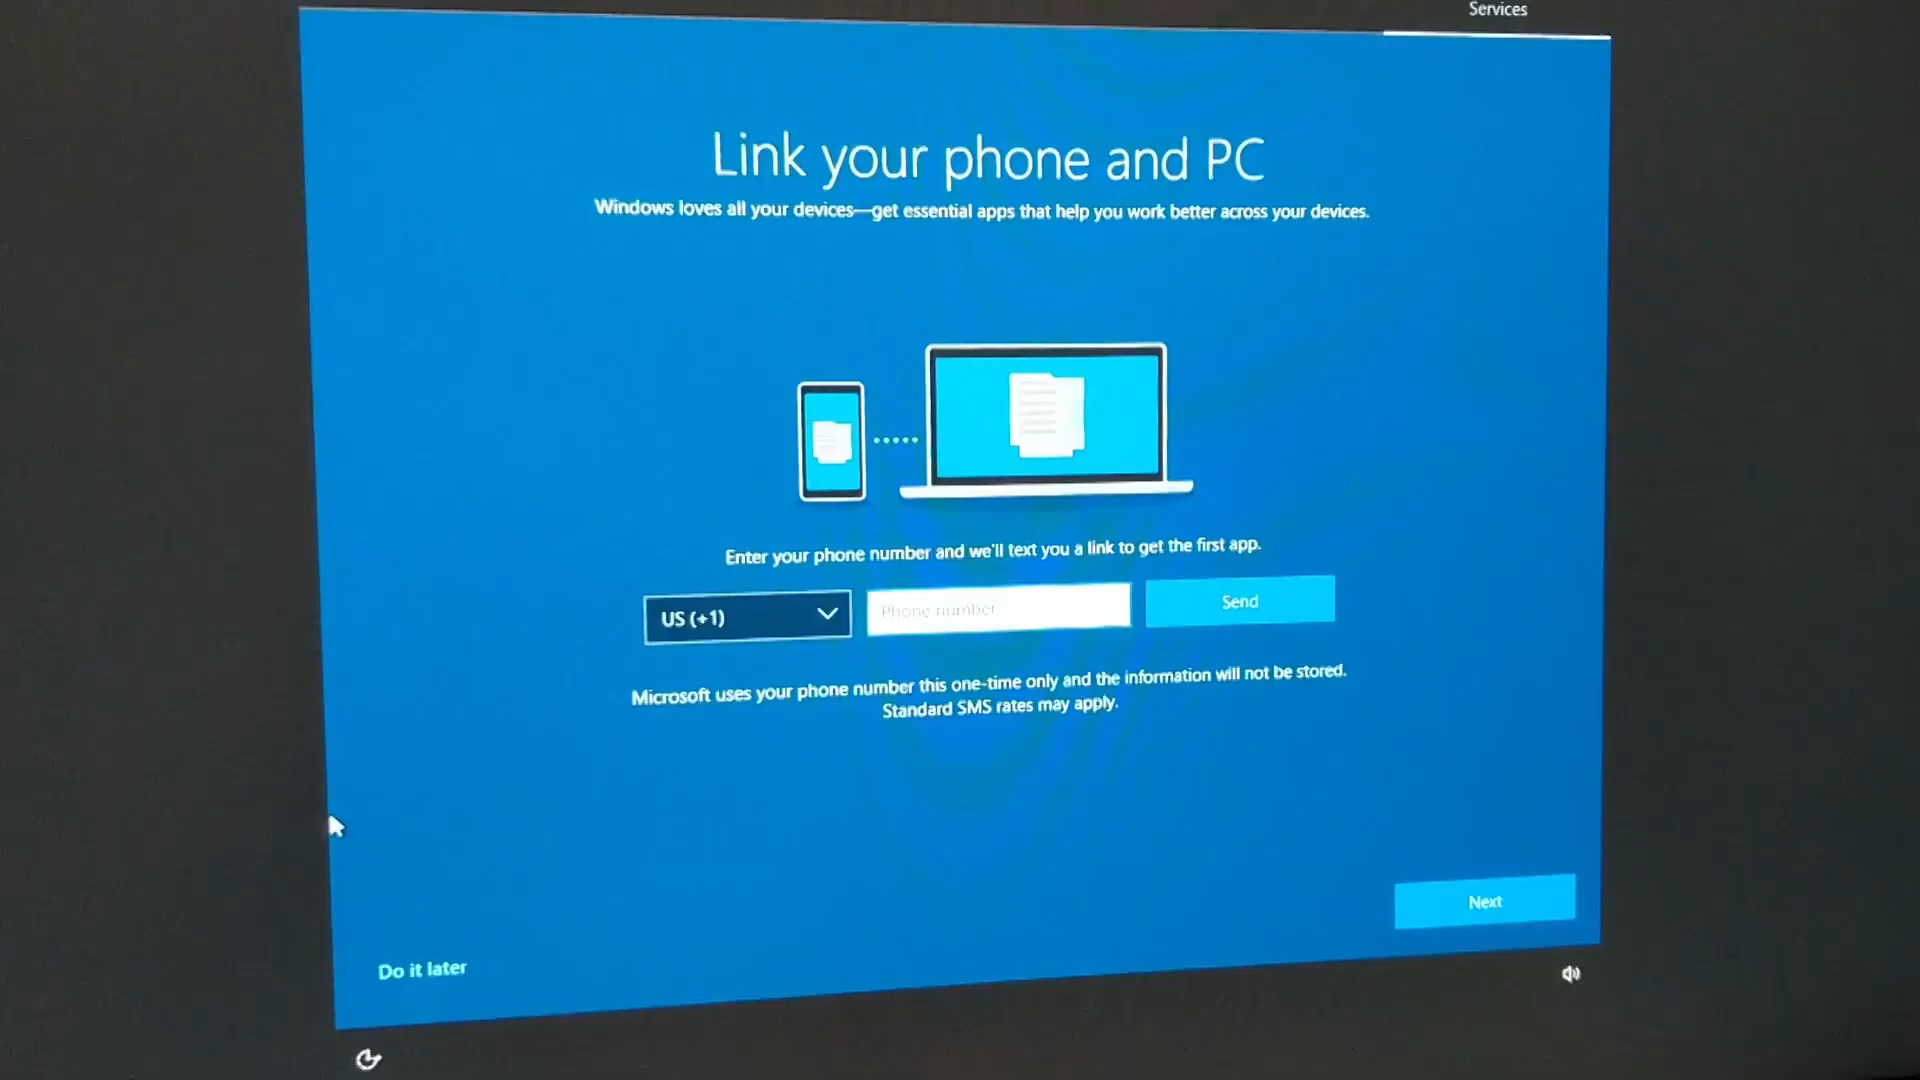 Services
Link your phone and PC
Windows loves all your devices—get essential apps that help you work better across your devices.
Enter your phone number and we'll text you a link to get the first app.
US (+1)
Phone number
Send
Microsoft uses your phone number this one-time only and the information will not be stored.
Standard SMS rates may apply.
Next
Do it later